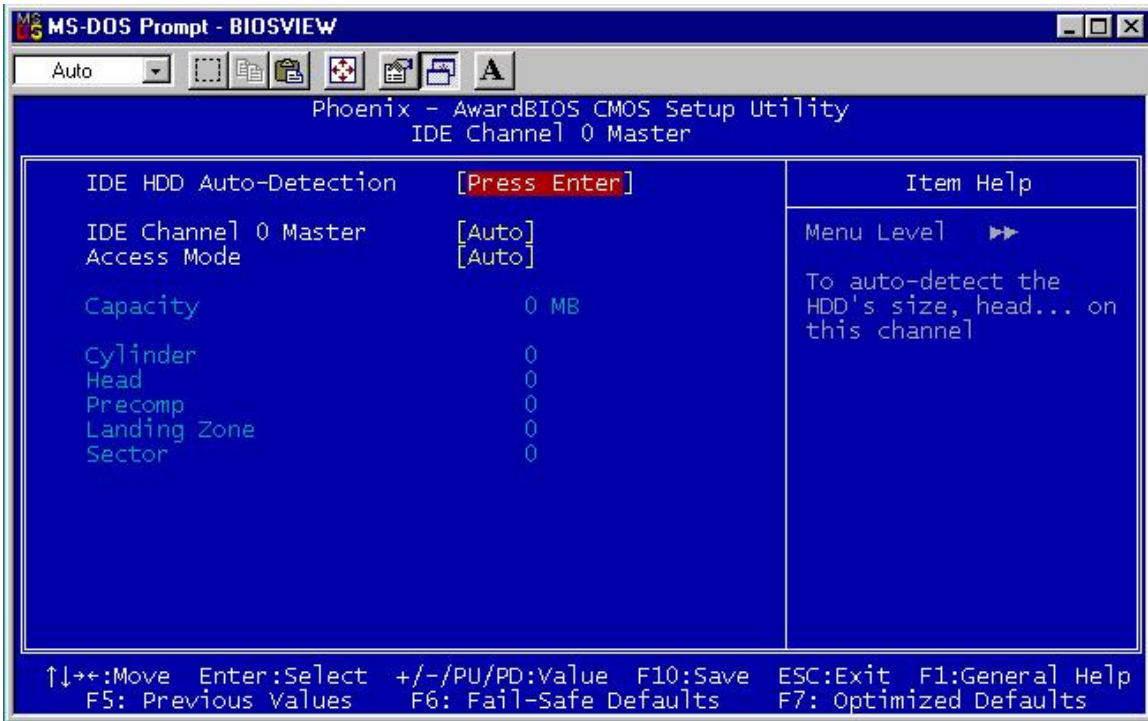 MS-DOS Prompt - BIOSVIEW
Auto
A
Phoenix - AwardBIOS CMOS Setup Utility
IDE Channel 0 Master
IDE HDD Auto-Detection [Press Enter]
IDE Channel 0 Master [Auto]
Access Mode [Auto]
Capacity 0 MB
Cylinder 0
Head 0
Precomp 0
Landing Zone 0
Sector 0
Item Help
Menu Level ►►
To auto-detect the
HDD's size, head... on
this channel
↑↓→←:Move Enter:Select +/-/PU/PD:Value F10:Save ESC:Exit F1:General Help
F5: Previous Values F6: Fail-Safe Defaults F7: Optimized Defaults